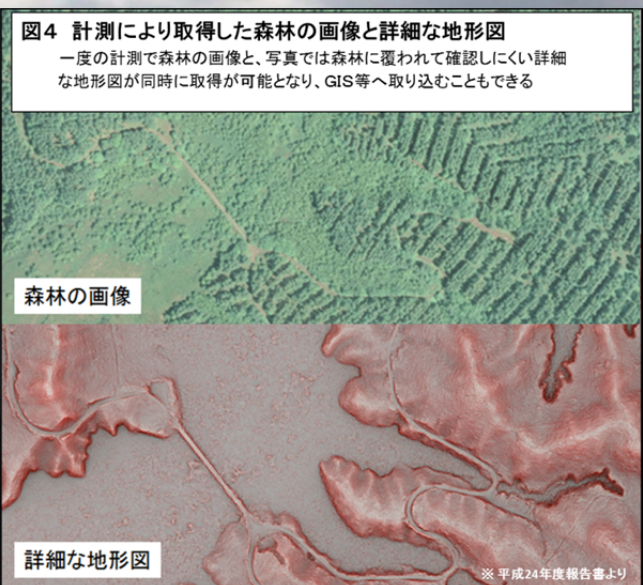 図4 計測により取得した森林の画像と詳細な地形図
一度の計測で森林の画像と、写真では森林に覆われて確認しにくい詳細
な地形図が同時に取得が可能となり、GIS等へ取り込むこともできる
森林の画像
詳細な地形図
※平成24年度報告書より